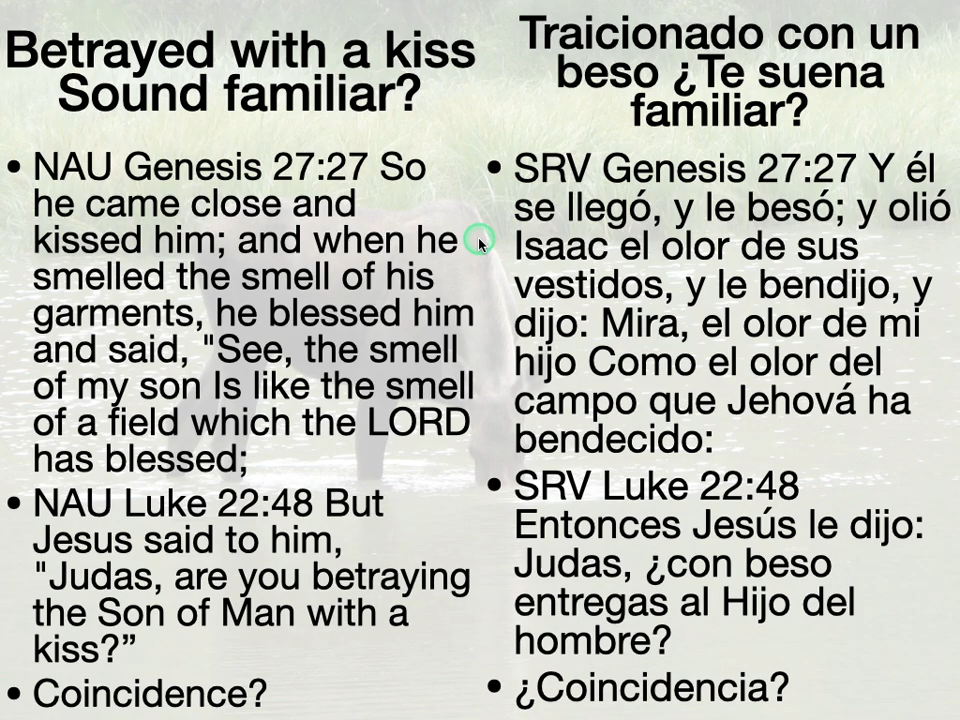 Betrayed with a kiss
Sound familiar?
• NAU Genesis 27:27 So
he came close and
kissed him; and when he
smelled the smell of his
garments, he blessed him
and said, "See, the smell
of my son Is like the smell
of a field which the LORD
has blessed;
• NAU Luke 22:48 But
Jesus said to him,
"Judas, are you betraying
the Son of Man with a
kiss?”
• Coincidence?
Traicionado con un
beso ¿Te suena
familiar?
• SRV Genesis 27:27 Y él
se llegó, y le besó; y olió
Isaac el olor de sus
vestidos, y le bendijo, y
dijo: Mira, el olor de mi
hijo Como el olor del
campo que Jehová ha
bendecido:
• SRV Luke 22:48
Entonces Jesús le dijo:
Judas, ¿con beso
entregas al Hijo del
hombre?
• ¿Coincidencia?